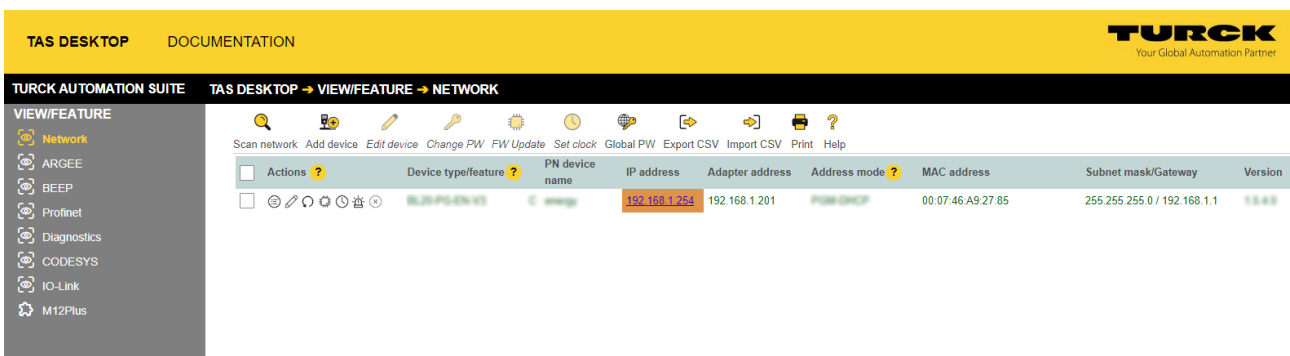 TAS DESKTOP DOCUMENTATION
TURCK
Your Global Automation Partner
TURCK AUTOMATION SUITE TAS DESKTOP ➔ VIEW/FEATURE ➔ NETWORK
VIEW/FEATURE
Network
ARGEE
BEEP
Profinet
Diagnostics
CODESYS
IO-Link
M12Plus
Scan network Add device Edit device Change PW FW Update Set clock Global PW Export CSV Import CSV Print Help
Actions ? Device type/feature ? PN device name IP address Adapter address Address mode ? MAC address Subnet mask/Gateway Version
192.168.1.254 192.168.1.201 00:07:46:A9:27:85 255.255.255.0 / 192.168.1.1